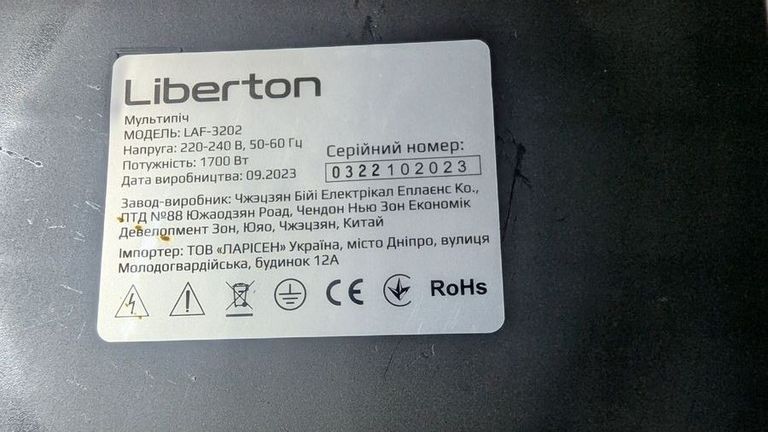 Liberton
Мультипіч
МОДЕЛЬ: LAF-3202
Напруга: 220-240 В, 50-60 Гц
Потужність: 1700 Вт
Дата виробництва: 09.2023
Серійний номер:
0322102023
Завод-виробник: Чжэцзян Бійі Електрікал Еплаєнс Ко.,
ЛТД №88 Южаодзян Роад, Чендон Нью Зон Економік
Девелопмент Зон, Юяо, Чжэцзян, Китай
Імпортер: ТОВ «ЛАРІСЕН» Україна, місто Дніпро, вулиця
Молодогвардійська, будинок 12А
CE RoHs